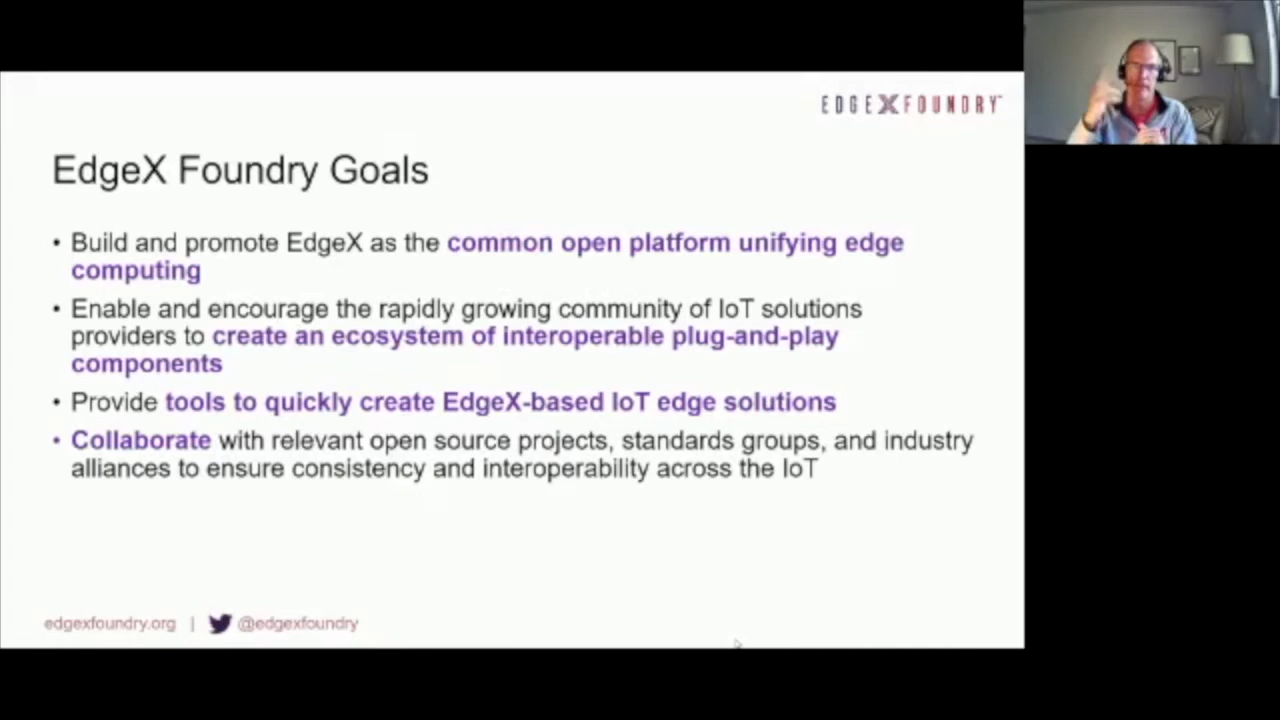 EDGEXFOUNDRY™
EdgeX Foundry Goals
• Build and promote EdgeX as the common open platform unifying edge
computing
• Enable and encourage the rapidly growing community of IoT solutions
providers to create an ecosystem of interoperable plug-and-play
components
• Provide tools to quickly create EdgeX-based IoT edge solutions
• Collaborate with relevant open source projects, standards groups, and industry
alliances to ensure consistency and interoperability across the IoT
edgexfoundry.org | @edgexfoundry